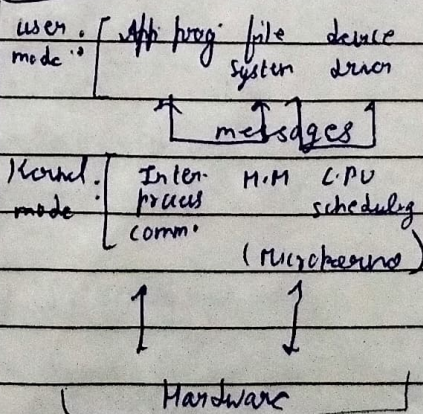 user App prog file device
mode : system driver
messages
Kernel Inter- M.M CPU
mode process scheduling
comm.
(Microkernel)
Hardware